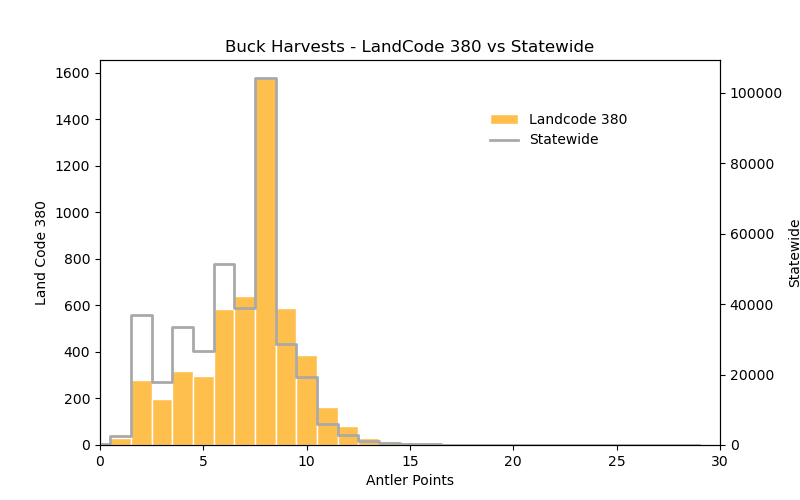 Buck Harvests - LandCode 380 vs Statewide
1600
1400
1200
1000
800
600
400
200
0
Land Code 380
Landcode 380
Statewide
100000
80000
60000
40000
20000
0
Statewide
0 5 10 15 20 25 30
Antler Points